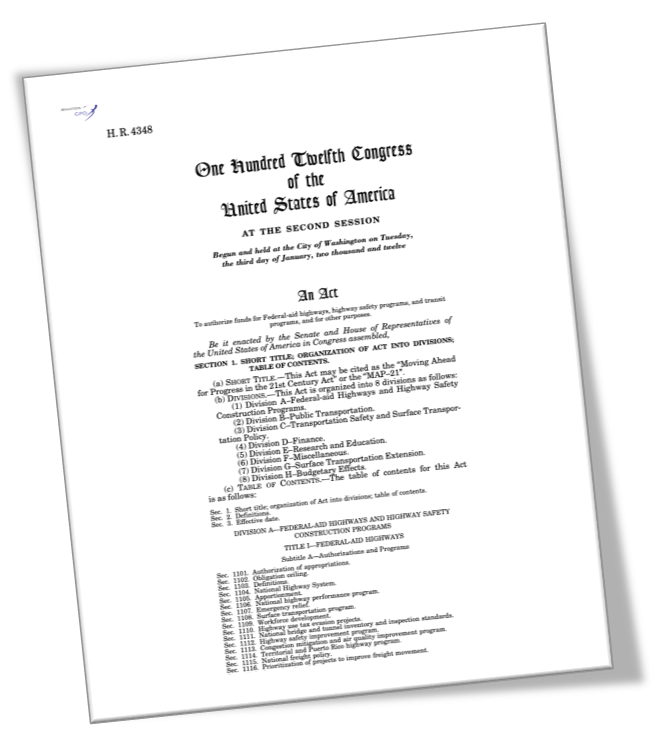 GPO
H. R. 4348
One Hundred Twelfth Congress
of the
United States of America
AT THE SECOND SESSION
Begun and held at the City of Washington on Tuesday,
the third day of January, two thousand and twelve
An Act
To authorize funds for Federal-aid highways, highway safety programs, and transit
programs, and for other purposes.
Be it enacted by the Senate and House of Representatives of
the United States of America in Congress assembled,
SECTION 1. SHORT TITLE; ORGANIZATION OF ACT INTO DIVISIONS;
TABLE OF CONTENTS.
(a) SHORT TITLE.—This Act may be cited as the “Moving Ahead
for Progress in the 21st Century Act” or the “MAP–21”.
(b) DIVISIONS.—This Act is organized into 8 divisions as follows:
(1) Division A–Federal-aid Highways and Highway Safety
Construction Programs.
(2) Division B–Public Transportation.
(3) Division C–Transportation Safety and Surface Transpor-
tation Policy.
(4) Division D–Finance.
(5) Division E–Research and Education.
(6) Division F–Miscellaneous.
(7) Division G–Surface Transportation Extension.
(8) Division H–Budgetary Effects.
(c) TABLE OF CONTENTS.—The table of contents for this Act
is as follows:
Sec. 1. Short title; organization of Act into divisions; table of contents.
Sec. 2. Definitions.
Sec. 3. Effective date.
DIVISION A—FEDERAL-AID HIGHWAYS AND HIGHWAY SAFETY
CONSTRUCTION PROGRAMS
TITLE I—FEDERAL-AID HIGHWAYS
Subtitle A—Authorizations and Programs
Sec. 1101. Authorization of appropriations.
Sec. 1102. Obligation ceiling.
Sec. 1103. Definitions.
Sec. 1104. National Highway System.
Sec. 1105. Apportionment.
Sec. 1106. National highway performance program.
Sec. 1107. Emergency relief.
Sec. 1108. Surface transportation program.
Sec. 1109. Workforce development.
Sec. 1110. Highway use tax evasion projects.
Sec. 1111. National bridge and tunnel inventory and inspection standards.
Sec. 1112. Highway safety improvement program.
Sec. 1113. Congestion mitigation and air quality improvement program.
Sec. 1114. Territorial and Puerto Rico highway program.
Sec. 1115. National freight policy.
Sec. 1116. Prioritization of projects to improve freight movement.